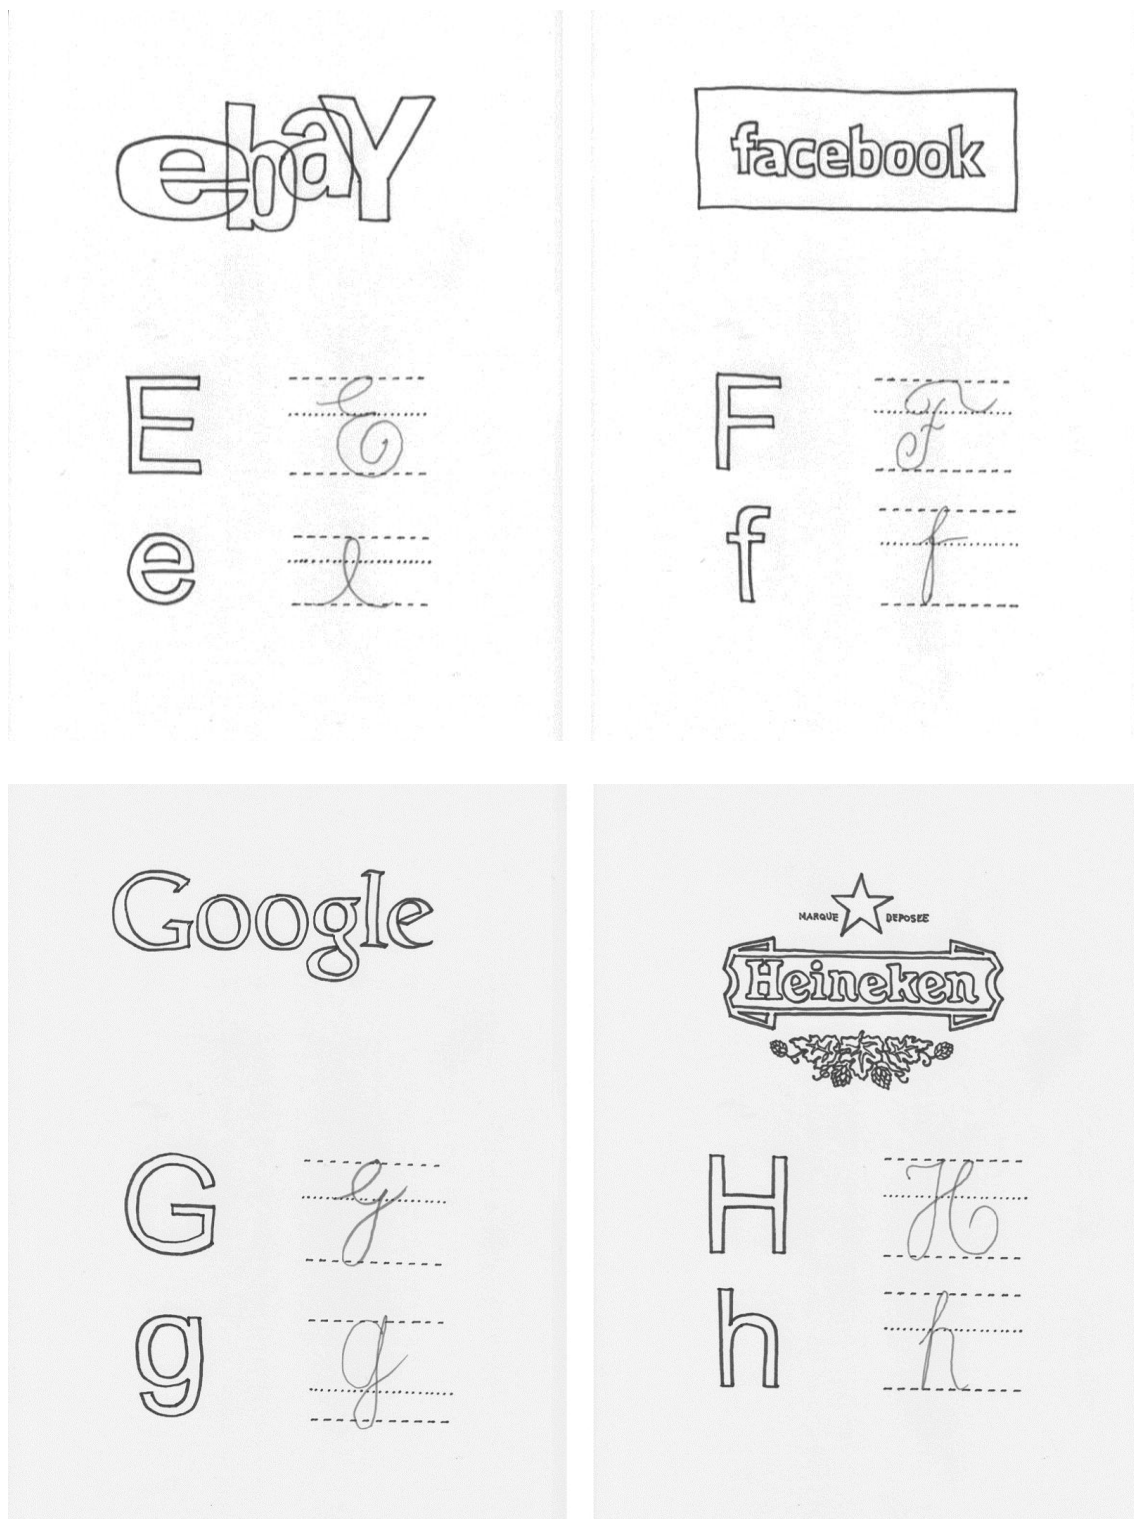 ebaY
E E
e e
facebook
F F
f f
Google
G G
g g
MARQUE DEPOSEE
Heineken
H H
h h